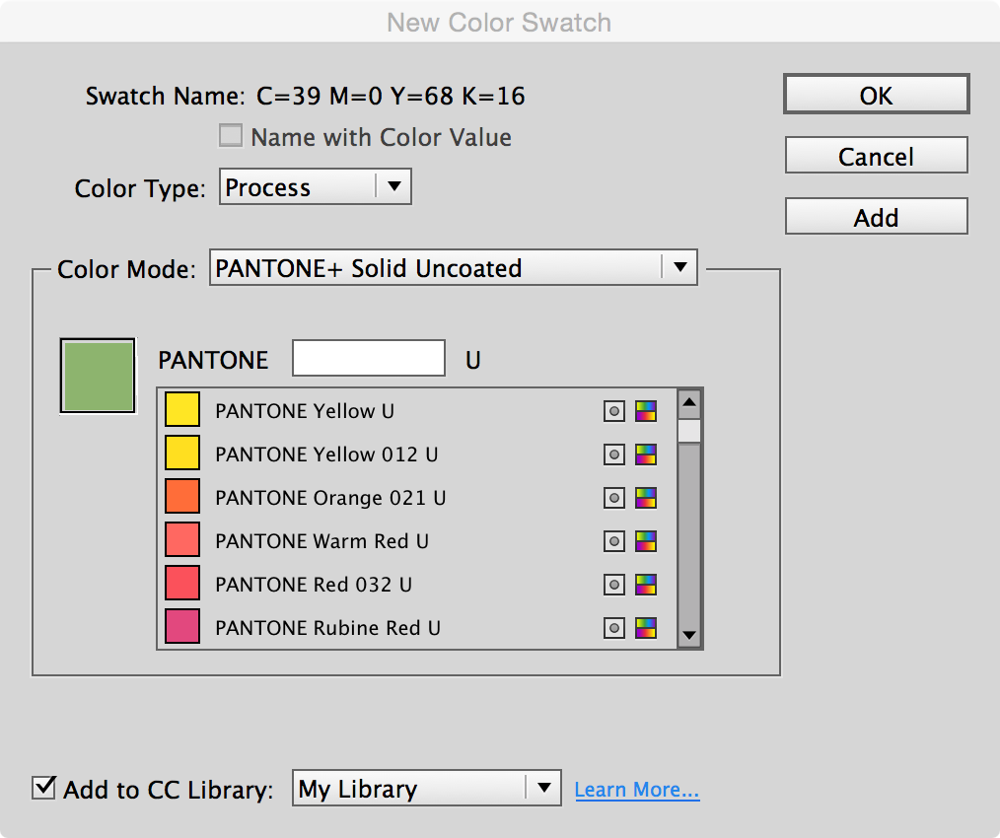 New Color Swatch
Swatch Name: C=39 M=0 Y=68 K=16
OK
Name with Color Value
Cancel
Color Type: Process
Add
Color Mode: PANTONE+ Solid Uncoated
PANTONE U
PANTONE Yellow U
PANTONE Yellow 012 U
PANTONE Orange 021 U
PANTONE Warm Red U
PANTONE Red 032 U
PANTONE Rubine Red U
Add to CC Library: My Library Learn More...